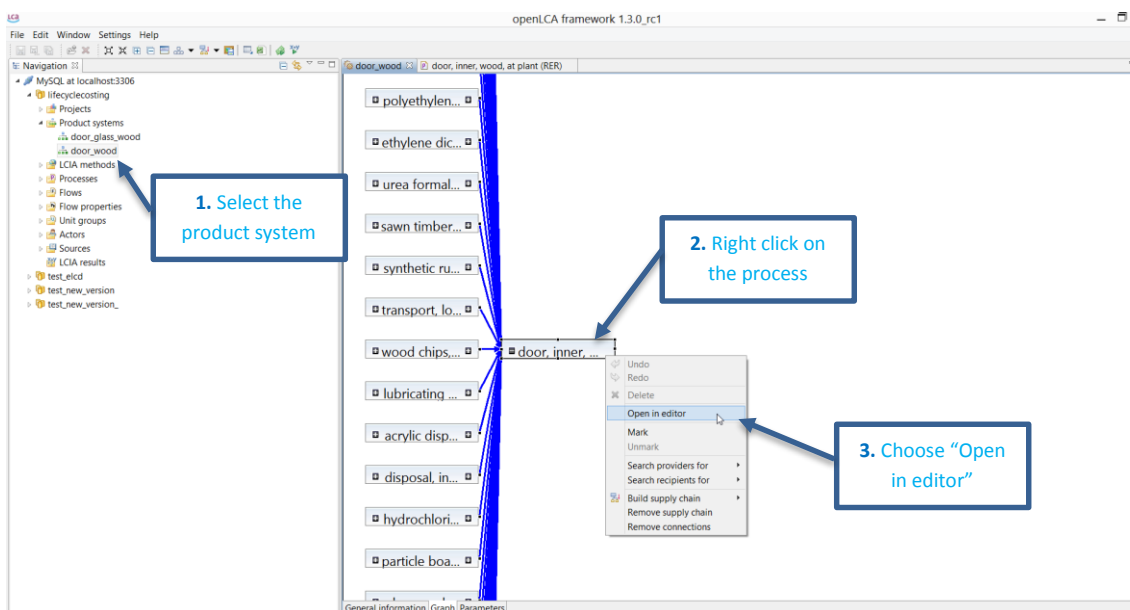 openLCA framework 1.3.0_rc1
File Edit Window Settings Help
Navigation
MySQL at localhost:3306
lifecyclecosting
Projects
Product systems
door_glass_wood
door_wood
LCIA methods
Processes
Flows
Flow properties
Unit groups
Actors
Sources
LCIA results
test_elcd
test_new_version
test_new_version_
1. Select the
product system
door_wood door, inner, wood, at plant (RER)
polyethylen...
ethylene dic...
urea formal...
sawn timber...
synthetic ru...
transport, lo...
wood chips,...
lubricating ...
acrylic disp...
disposal, in...
hydrochlori...
particle boa...
door, inner, ...
2. Right click on
the process
Undo
Redo
Delete
Open in editor
Mark
Unmark
Search providers for
Search recipients for
Build supply chain
Remove supply chain
Remove connections
3. Choose “Open
in editor”
General information Graph Parameters